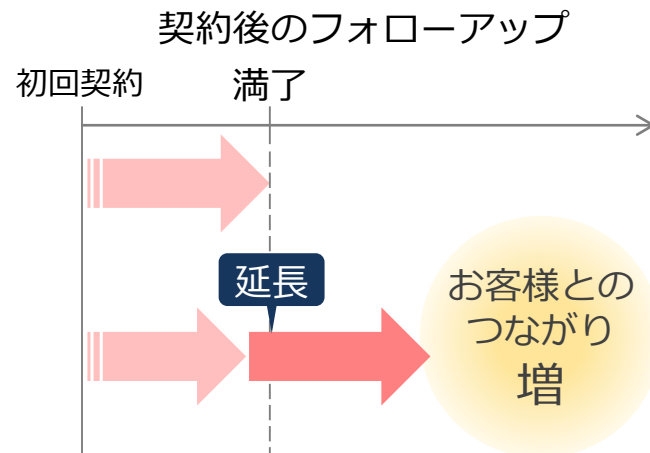 契約後のフォローアップ
初回契約
満了
延長
お客様との
つながり
増